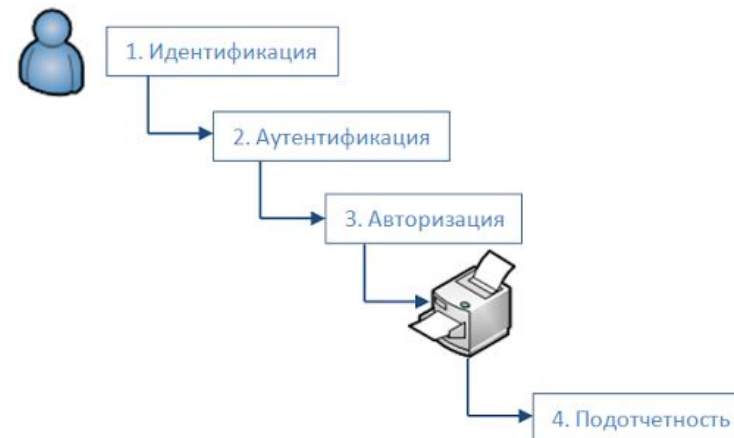 1. Идентификация
2. Аутентификация
3. Авторизация
4. Подотчетность